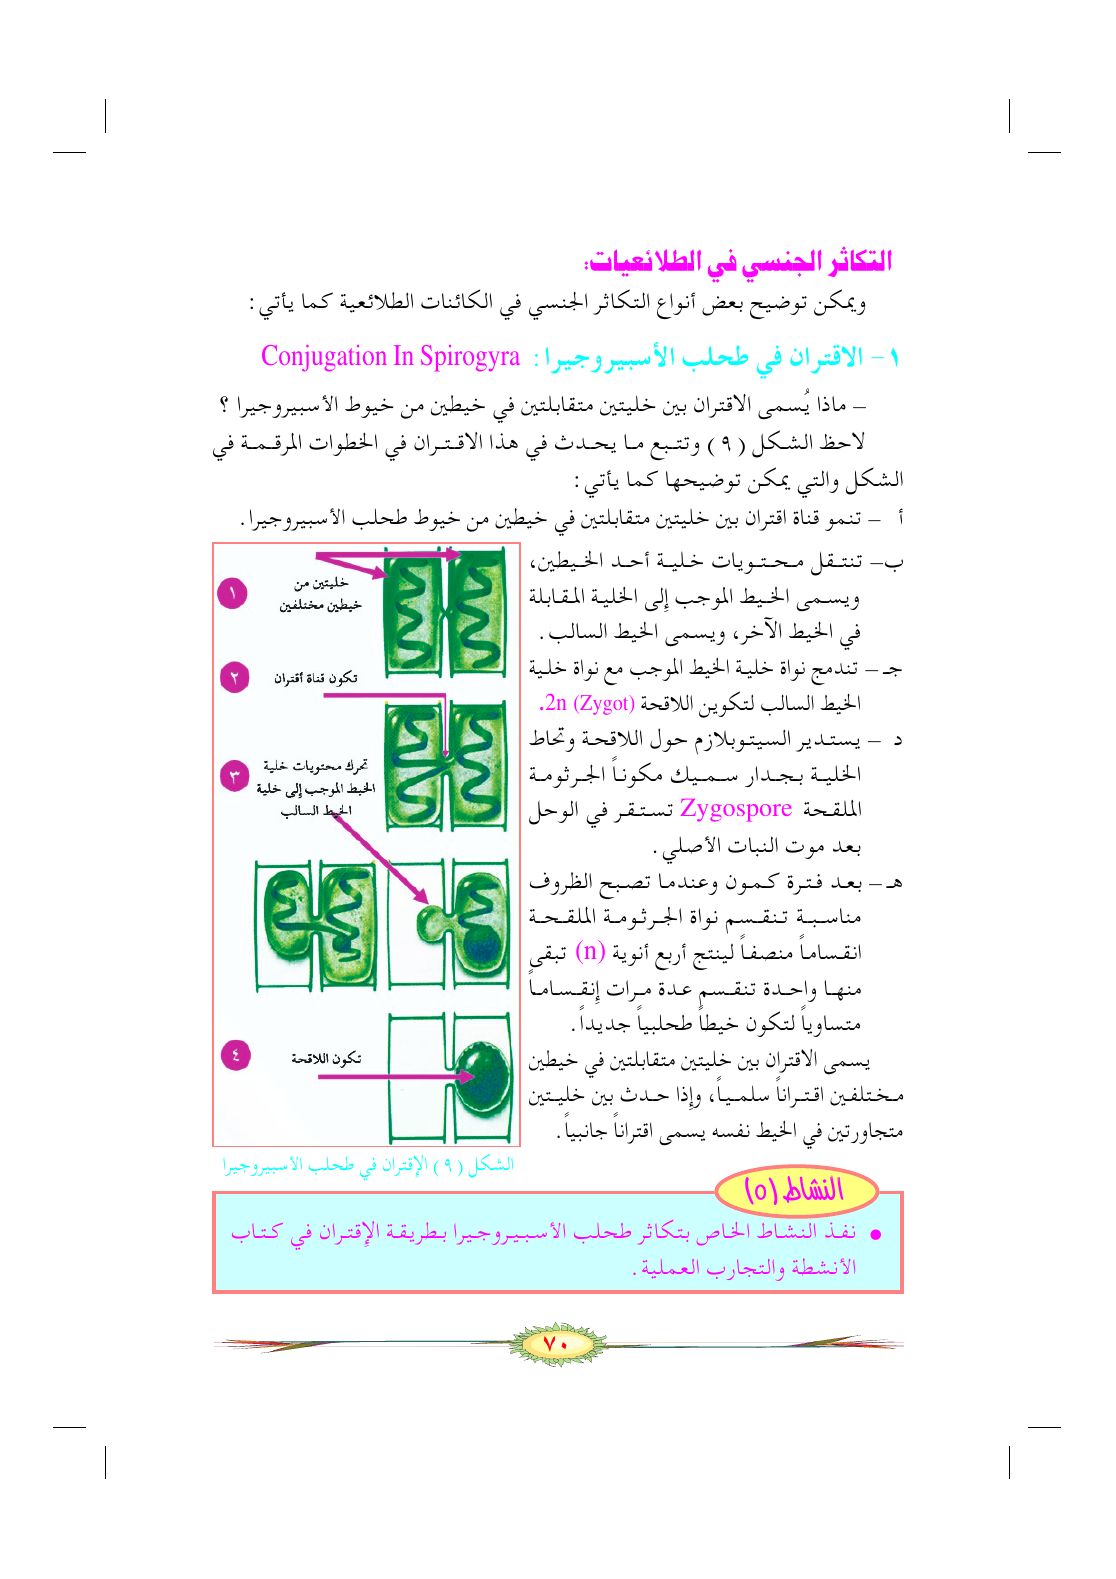 التكاثر الجنسي في الطلائعيات:
ويمكن توضيح بعض أنواع التكاثر الجنسي في الكائنات الطلائعية كما يأتي:
١- الاقتران في طحلب الأسبيروجيرا: Conjugation In Spirogyra
– ماذا يُسمى الاقتران بين خليتين متقابلتين في خيطين من خيوط الأسبيروجيرا ؟
لاحظ الشكل (٩) وتتبع ما يحدث في هذا الاقتران في الخطوات المرقمة في
الشكل والتي يمكن توضيحها كما يأتي:
أ – تنمو قناة اقتران بين خليتين متقابلتين في خيطين من خيوط طحلب الأسبيروجيرا.
ب– تنتقل محتويات خلية أحد الخيطين،
ويسمى الخيط الموجب إلى الخلية المقابلة
في الخيط الآخر، ويسمى الخيط السالب.
جـ – تندمج نواة خلية الخيط الموجب مع نواة خلية
الخيط السالب لتكوين اللاقحة 2n (Zygot).
د – يستدير السيتوبلازم حول اللاقحة وتحاط
الخلية بجدار سميك مكوناً الجرثومة
الملقحة Zygospore تستقر في الوحل
بعد موت النبات الأصلي.
هـ – بعد فترة كمون وعندما تصبح الظروف
مناسبة تنقسم نواة الجرثومة الملقحة
انقساماً منصفاً لينتج أربع أنوية (n) تبقى
منها واحدة تنقسم عدة مرات إنقساماً
متساوياً لتكون خيطاً طحلبياً جديداً.
يسمى الاقتران بين خليتين متقابلتين في خيطين
مختلفين اقتراناً سلمياً، وإذا حدث بين خليتين
متجاورتين في الخيط نفسه يسمى اقتراناً جانبياً.
١
خليتين من
خيطين مختلفين
٢
تكون قناة أقتران
٣
تحرك محتويات خلية
الخيط الموجب إلى خلية
الخيط السالب
٤
تكون اللاقحة
الشكل (٩) الإقتران في طحلب الأسبيروجيرا
النشاط (٥)
● نفذ النشاط الخاص بتكاثر طحلب الأسبيروجيرا بطريقة الإقتران في كتاب
الأنشطة والتجارب العملية.
٧٠